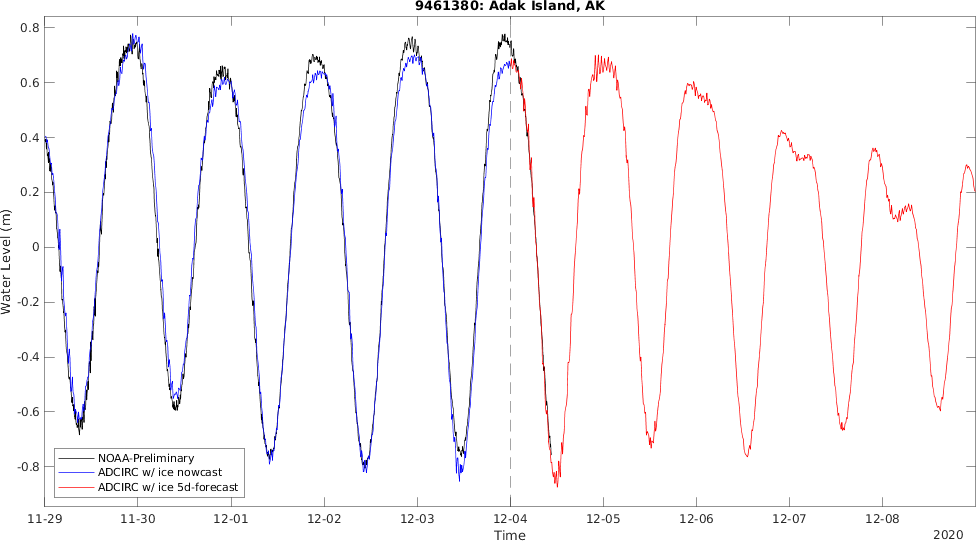 9461380: Adak Island, AK
Water Level (m)
0.8
0.6
0.4
0.2
0
-0.2
-0.4
-0.6
-0.8
NOAA-Preliminary
ADCIRC w/ ice nowcast
ADCIRC w/ ice 5d-forecast
11-29 11-30 12-01 12-02 12-03 12-04 12-05 12-06 12-07 12-08
Time
2020